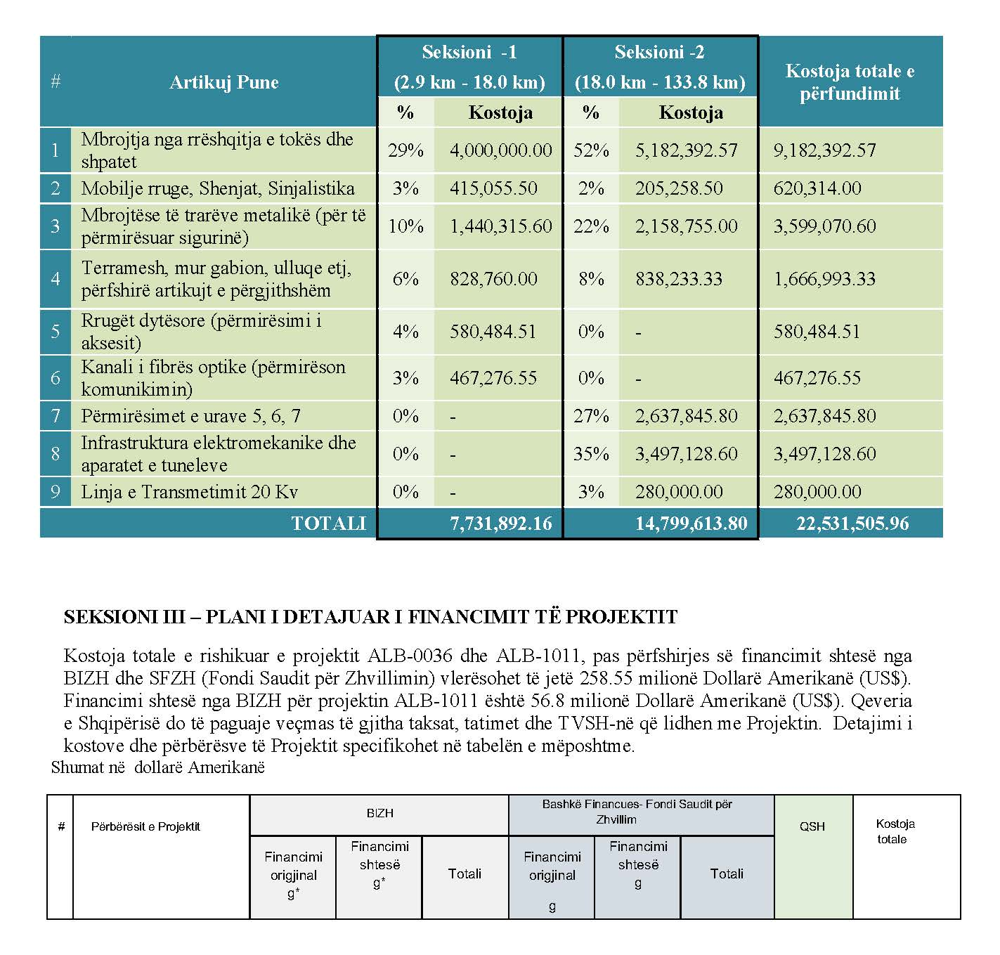 # Artikuj Pune Seksioni -1 Seksioni -2 Kostoja totale e përfundimit
(2.9 km - 18.0 km) (18.0 km - 133.8 km)
% Kostoja % Kostoja
1 Mbrojtja nga rrëshqitja e tokës dhe shpatet 29% 4,000,000.00 52% 5,182,392.57 9,182,392.57
2 Mobilje rruge, Shenjat, Sinjalistika 3% 415,055.50 2% 205,258.50 620,314.00
3 Mbrojtëse të trarëve metalikë (për të përmirësuar sigurinë) 10% 1,440,315.60 22% 2,158,755.00 3,599,070.60
4 Terramesh, mur gabion, ulluqe etj, përfshirë artikujt e përgjithshëm 6% 828,760.00 8% 838,233.33 1,666,993.33
5 Rrugët dytësore (përmirësimi i aksesit) 4% 580,484.51 0% - 580,484.51
6 Kanali i fibrës optike (përmirëson komunikimin) 3% 467,276.55 0% - 467,276.55
7 Përmirësimet e urave 5, 6, 7 0% - 27% 2,637,845.80 2,637,845.80
8 Infrastruktura elektromekanike dhe aparatet e tuneleve 0% - 35% 3,497,128.60 3,497,128.60
9 Linja e Transmetimit 20 Kv 0% - 3% 280,000.00 280,000.00
TOTALI 7,731,892.16 14,799,613.80 22,531,505.96
SEKSIONI III – PLANI I DETAJUAR I FINANCIMIT TË PROJEKTIT
Kostoja totale e rishikuar e projektit ALB-0036 dhe ALB-1011, pas përfshirjes së financimit shtesë nga
BIZH dhe SFZH (Fondi Saudit për Zhvillimin) vlerësohet të jetë 258.55 milionë Dollarë Amerikanë (US$).
Financimi shtesë nga BIZH për projektin ALB-1011 është 56.8 milionë Dollarë Amerikanë (US$). Qeveria
e Shqipërisë do të paguaje veçmas të gjitha taksat, tatimet dhe TVSH-në që lidhen me Projektin. Detajimi i
kostove dhe përbërësve të Projektit specifikohet në tabelën e mëposhtme.
Shumat në dollarë Amerikanë
# Përbërësit e Projektit BIZH Bashkë Financues- Fondi Saudit për Zhvillim QSH Kostoja totale
Financimi origjinal g* Financimi shtesë g* Totali Financimi origjinal g Financimi shtesë g Totali